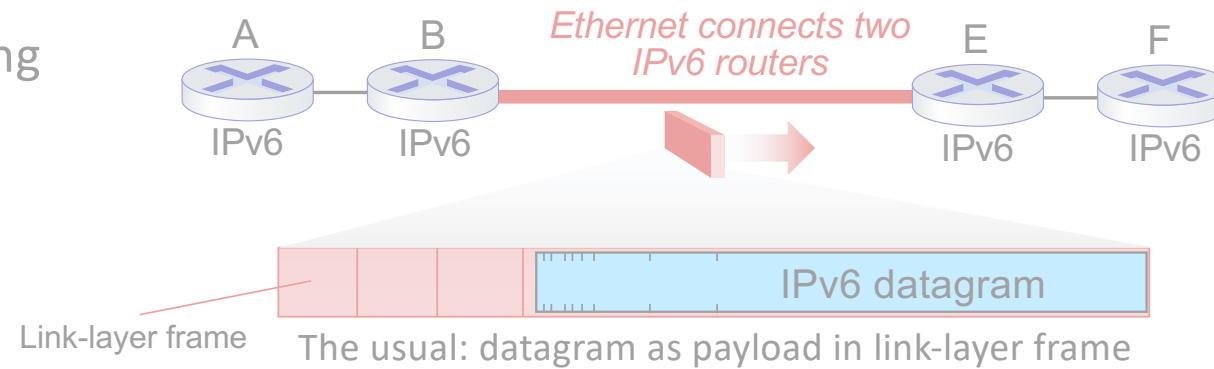 ng
A
B
Ethernet connects two
IPv6 routers
E
F
IPv6
IPv6
IPv6
IPv6
IPv6 datagram
Link-layer frame
The usual: datagram as payload in link-layer frame